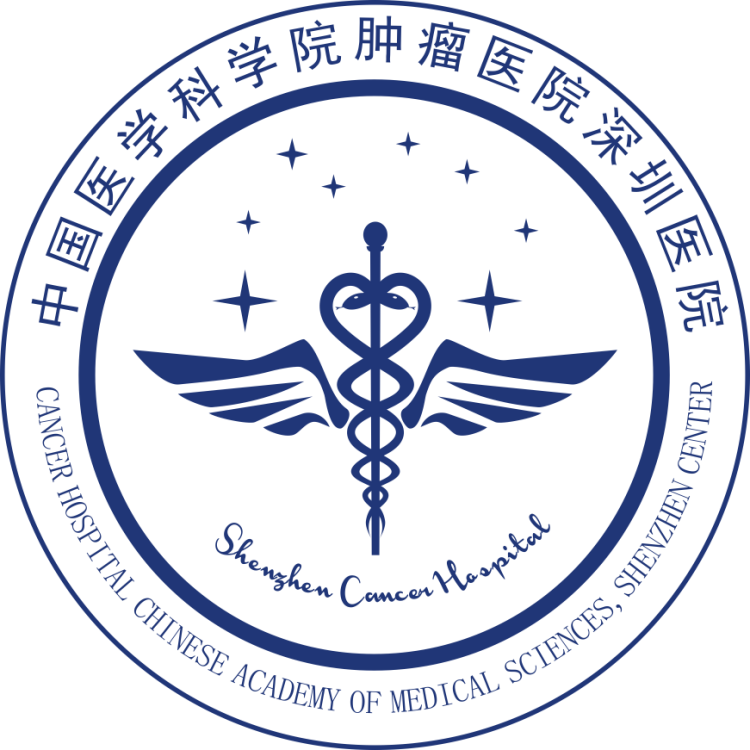 中国医学科学院肿瘤医院深圳医院
Shenzhen Cancer Hospital
CANCER HOSPITAL CHINESE ACADEMY OF MEDICAL SCIENCES, SHENZHEN CENTER